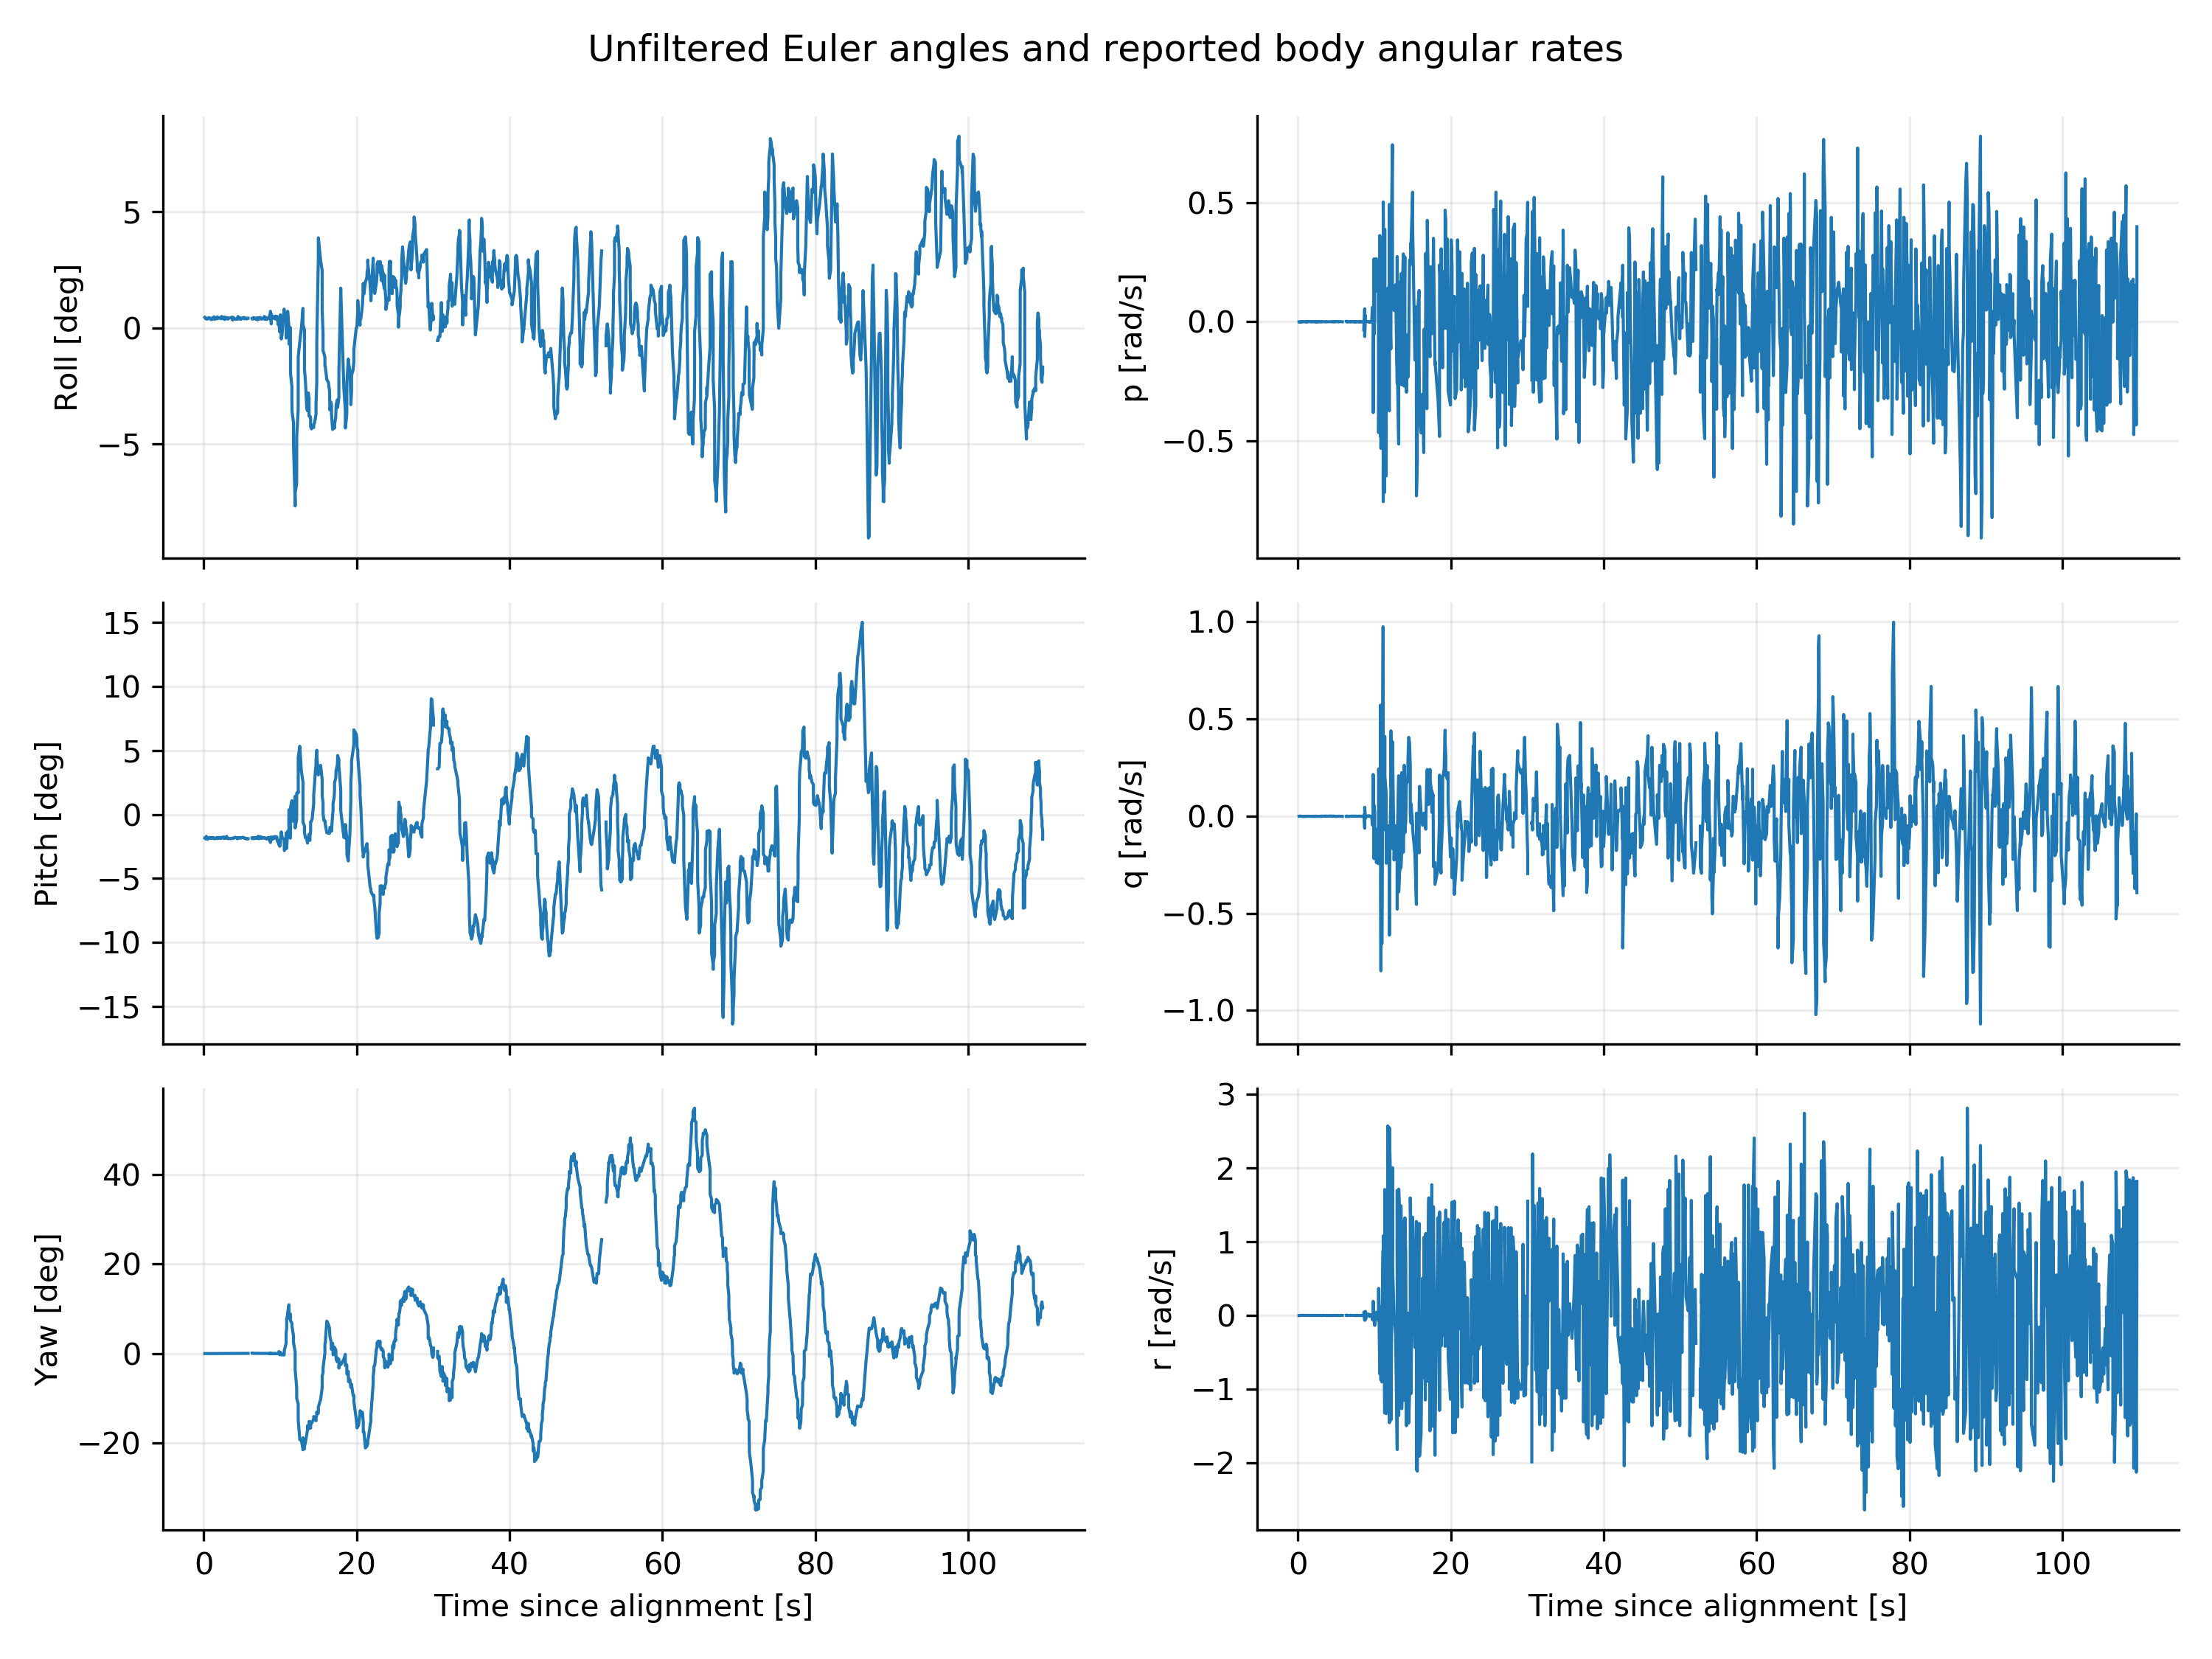 Unfiltered Euler angles and reported body angular rates
Roll [deg]
5
0
−5
p [rad/s]
0.5
0.0
−0.5
Pitch [deg]
15
10
5
0
−5
−10
−15
q [rad/s]
1.0
0.5
0.0
−0.5
−1.0
Yaw [deg]
40
20
0
−20
0 20 40 60 80 100
Time since alignment [s]
r [rad/s]
3
2
1
0
−1
−2
0 20 40 60 80 100
Time since alignment [s]